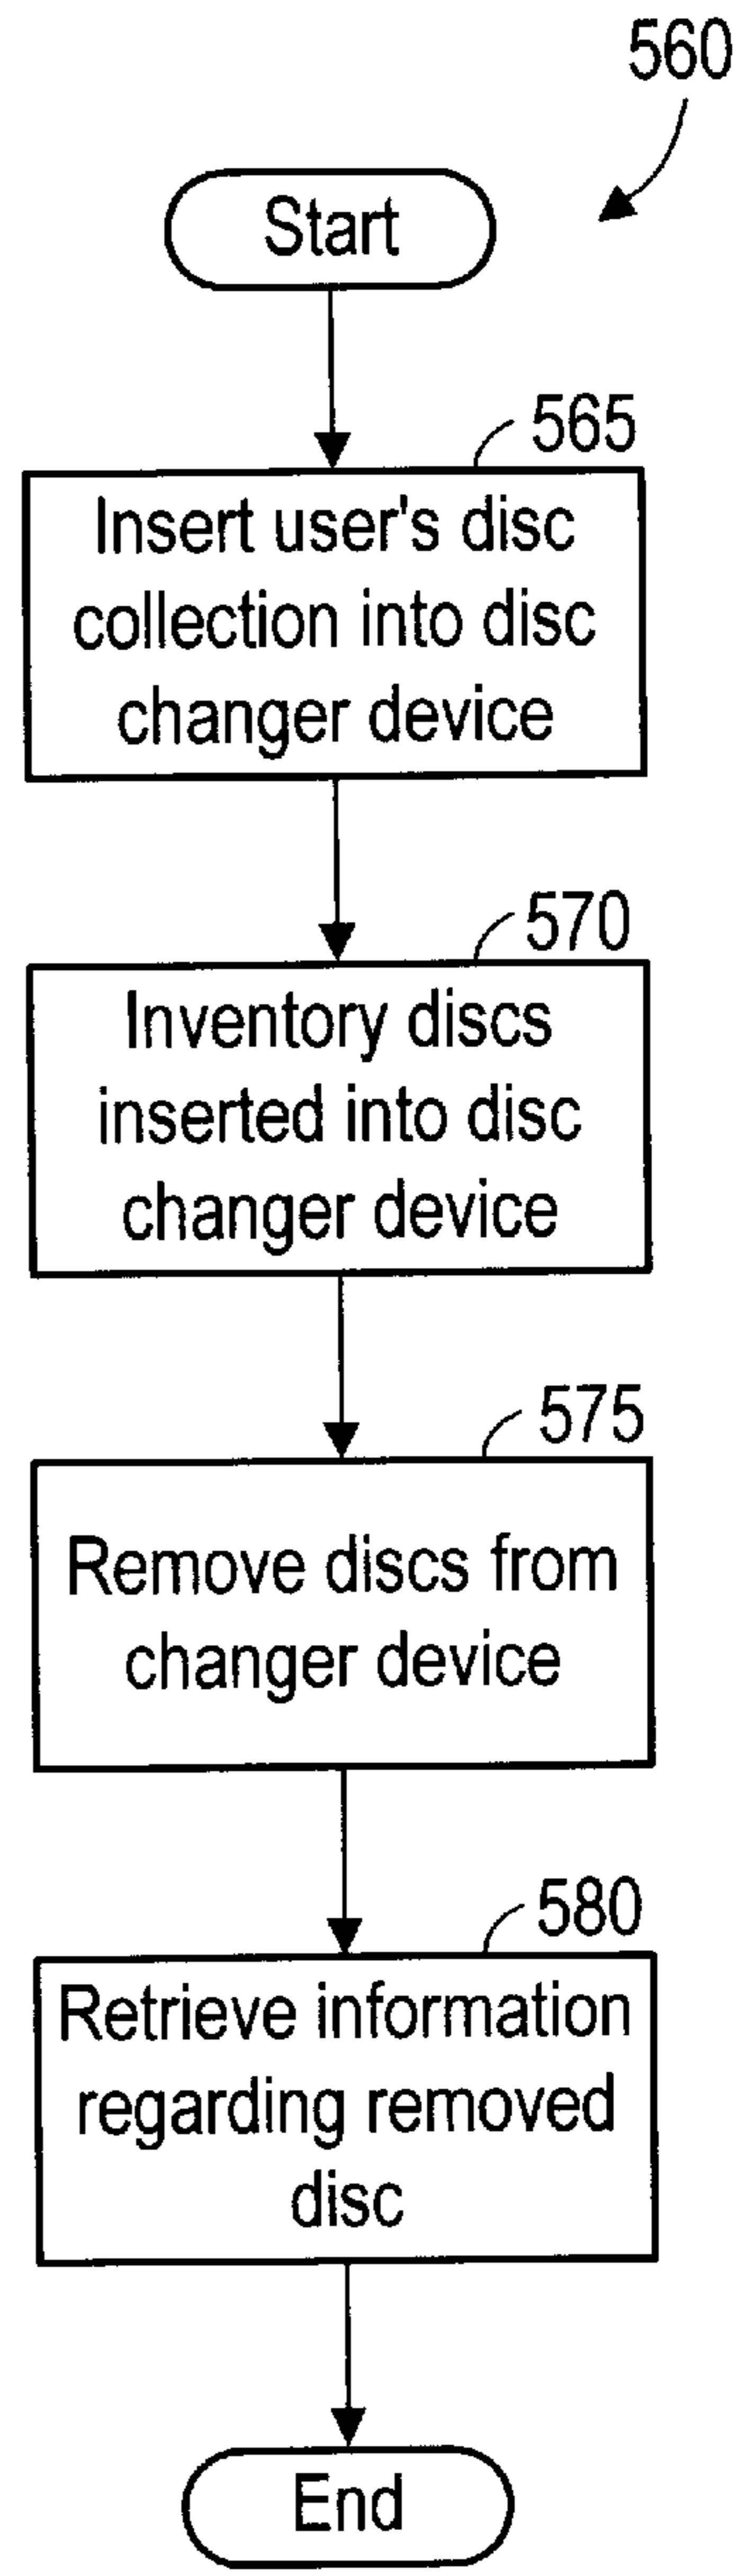 560
Start
565
Insert user's disc
collection into disc
changer device
570
Inventory discs
inserted into disc
changer device
575
Remove discs from
changer device
580
Retrieve information
regarding removed
disc
End